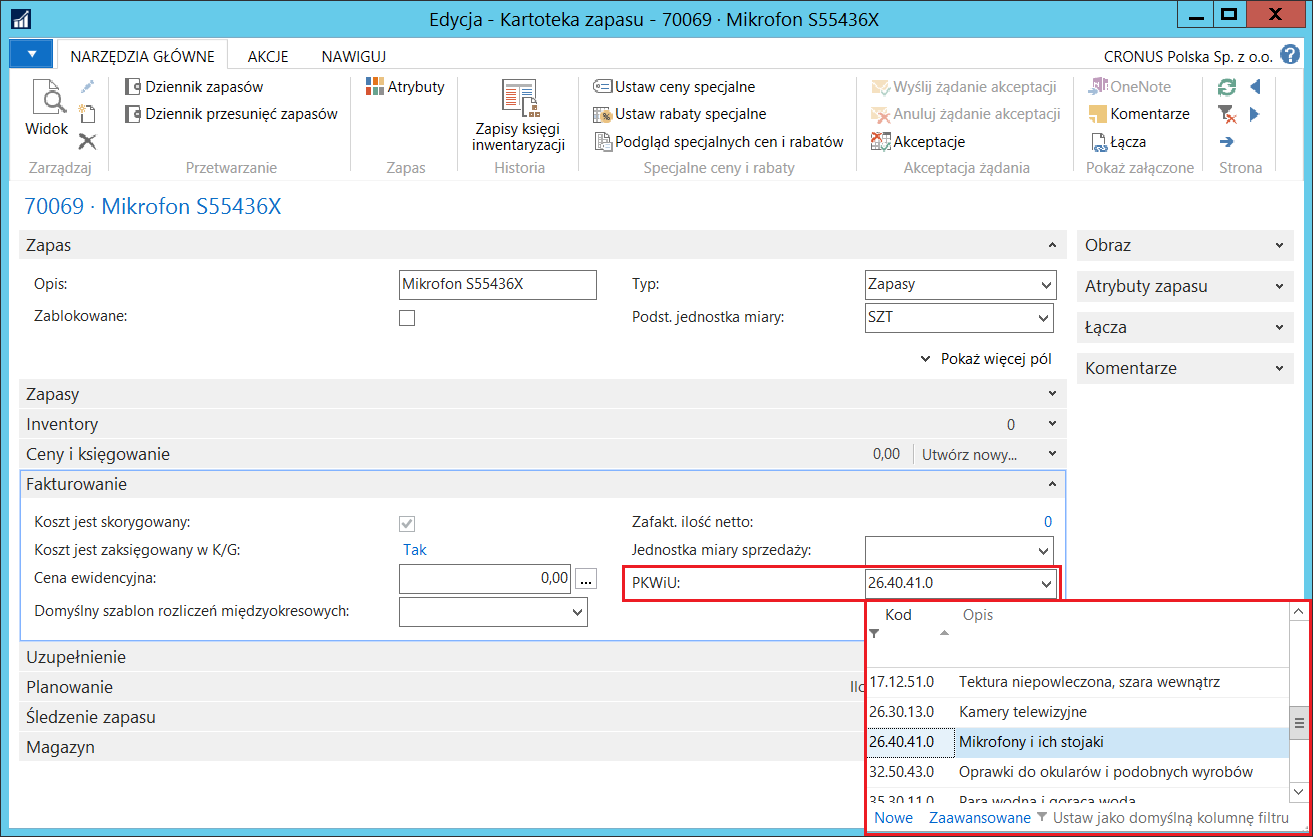 Edycja - Kartoteka zapasu - 70069 · Mikrofon S55436X
NARZĘDZIA GŁÓWNE AKCJE NAWIGUJ CRONUS Polska Sp. z o.o. ?
Widok
Zarządzaj
Dziennik zapasów
Dziennik przesunięć zapasów
Przetwarzanie
Atrybuty
Zapas
Zapisy księgi
inwentaryzacji
Historia
Ustaw ceny specjalne
Ustaw rabaty specjalne
Podgląd specjalnych cen i rabatów
Specjalne ceny i rabaty
Wyślij żądanie akceptacji
Anuluj żądanie akceptacji
Akceptacje
Akceptacja żądania
OneNote
Komentarze
Łącza
Pokaż załączone
Strona
70069 · Mikrofon S55436X
Zapas
Opis: Mikrofon S55436X Typ: Zapasy
Zablokowane: Podst. jednostka miary: SZT
Pokaż więcej pól
Zapasy
Inventory 0
Ceny i księgowanie 0,00 Utwórz nowy...
Fakturowanie
Koszt jest skorygowany: Zafakt. ilość netto: 0
Koszt jest zaksięgowany w K/G: Tak Jednostka miary sprzedaży:
Cena ewidencyjna: 0,00 ... PKWiU: 26.40.41.0
Domyślny szablon rozliczeń międzyokresowych:
Uzupełnienie
Planowanie
Śledzenie zapasu
Magazyn
Obraz
Atrybuty zapasu
Łącza
Komentarze
Kod Opis
17.12.51.0 Tektura niepowleczona, szara wewnątrz
26.30.13.0 Kamery telewizyjne
26.40.41.0 Mikrofony i ich stojaki
32.50.43.0 Oprawki do okularów i podobnych wyrobów
35.30.11.0 Para wodna i gorąca woda
Nowe Zaawansowane Ustaw jako domyślną kolumnę filtru